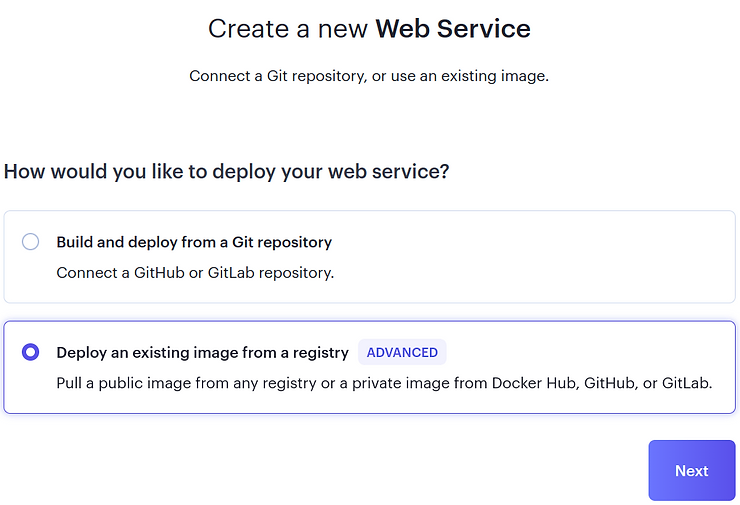 Create a new Web Service
Connect a Git repository, or use an existing image.
How would you like to deploy your web service?
Build and deploy from a Git repository
Connect a GitHub or GitLab repository.
Deploy an existing image from a registry ADVANCED
Pull a public image from any registry or a private image from Docker Hub, GitHub, or GitLab.
Next